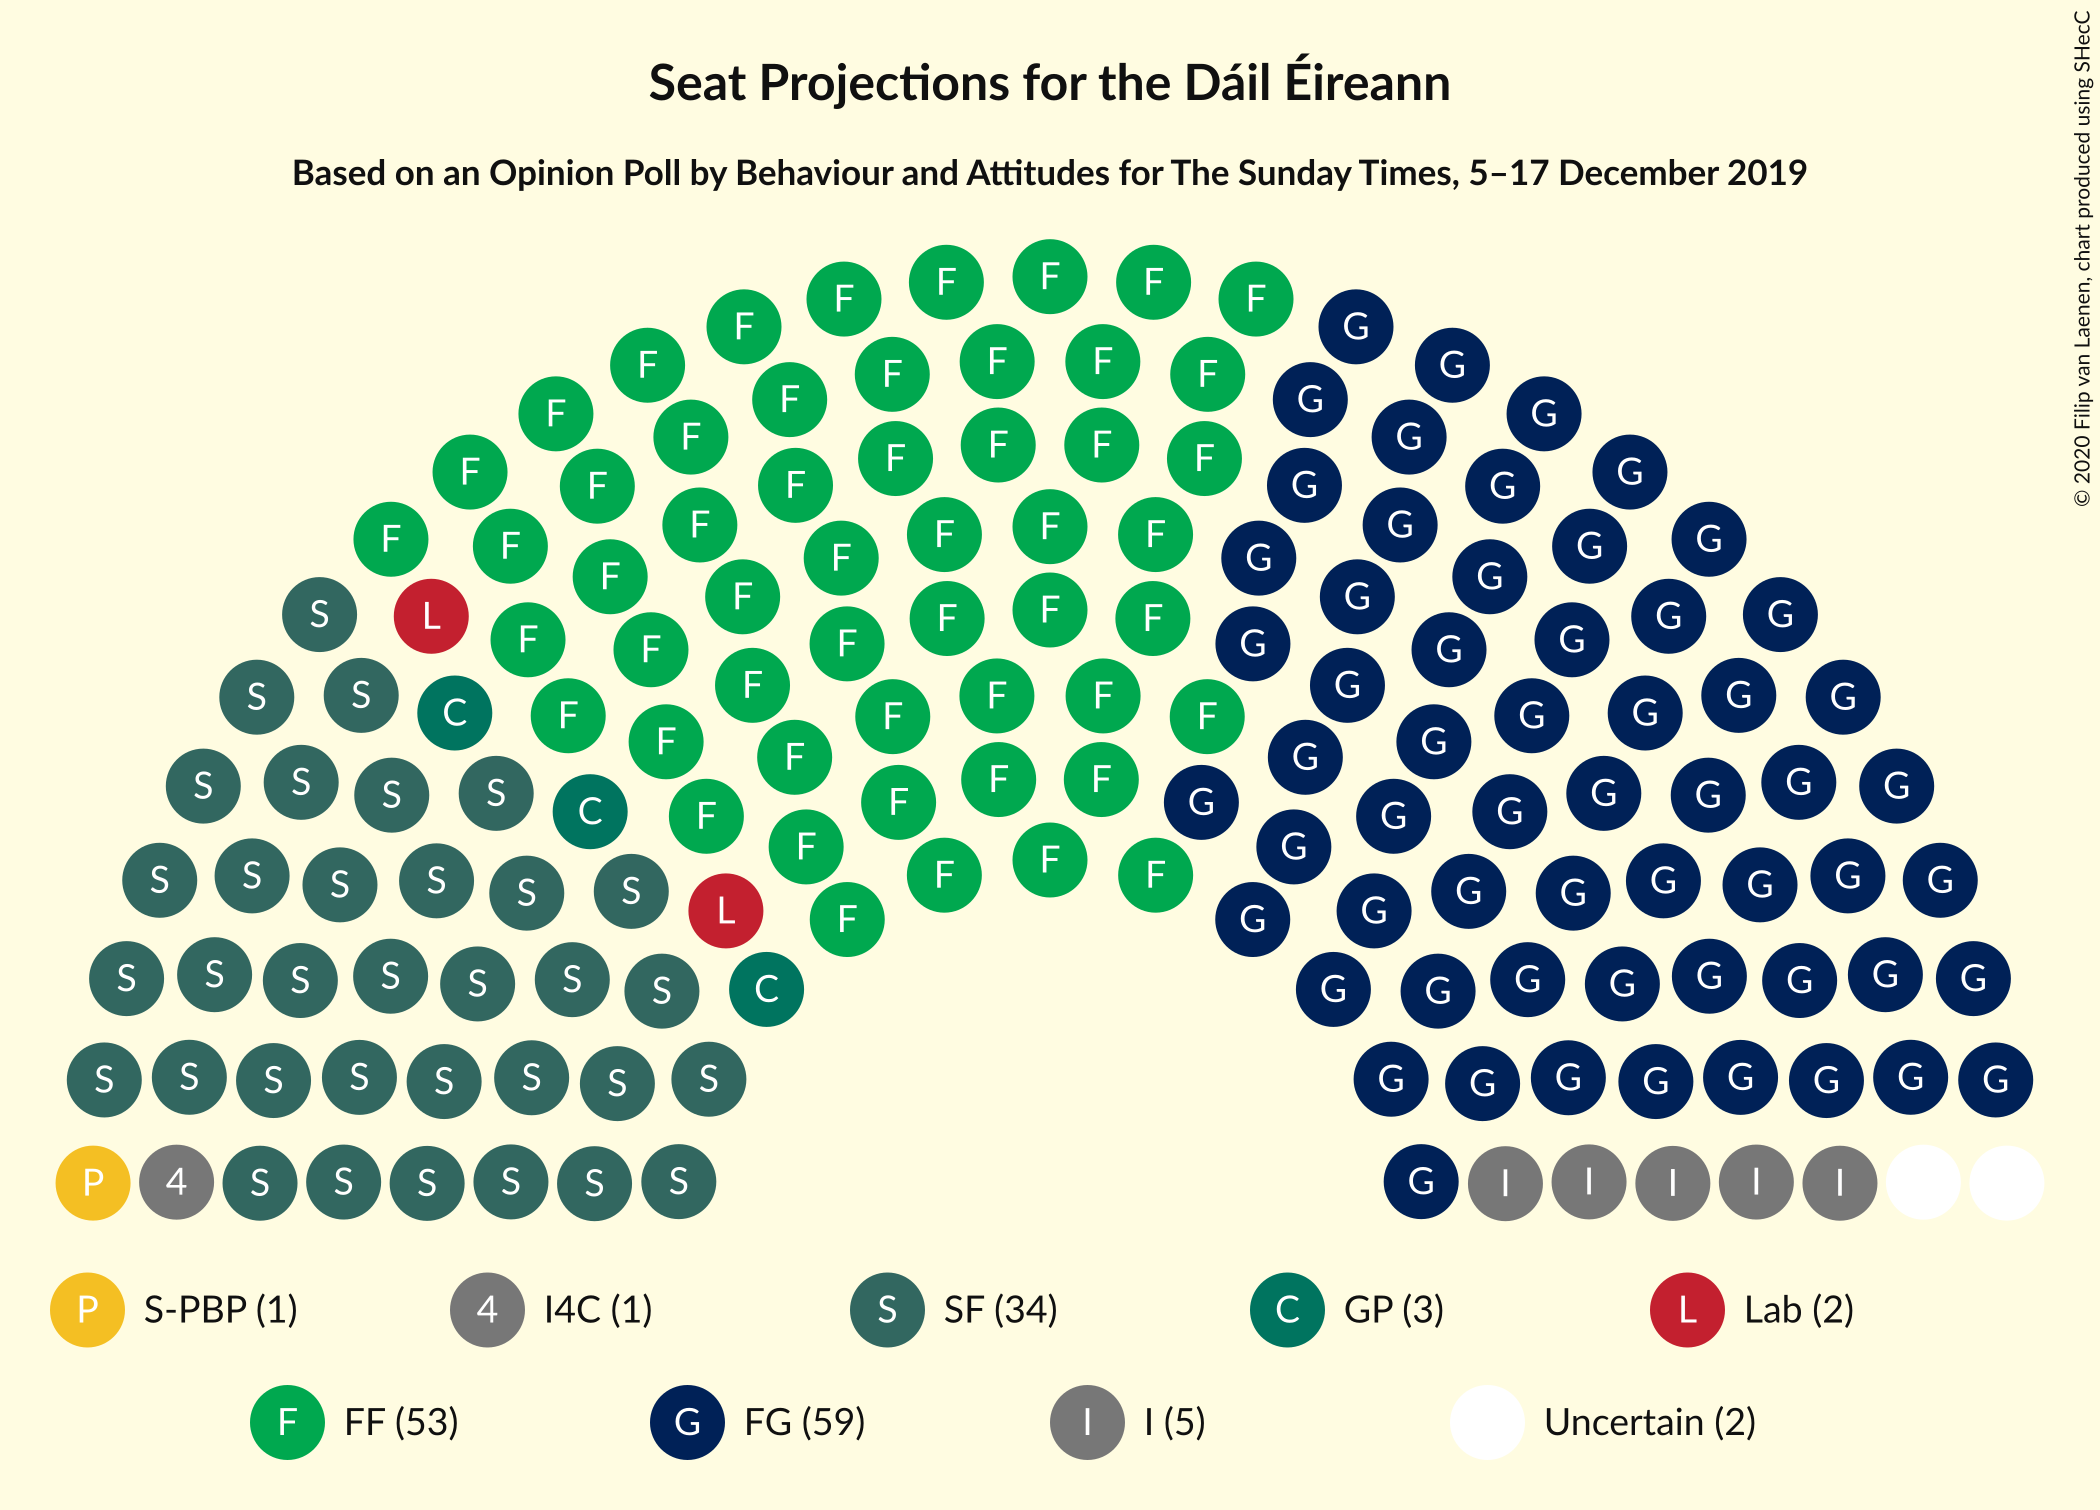 Seat Projections for the Dáil Éireann
Based on an Opinion Poll by Behaviour and Attitudes for The Sunday Times, 5–17 December 2019
© 2020 Filip van Laenen, chart produced using SHecC
F F F F F
F F G
F G
F F F F F
F G G
F G
F F F F
F F G G
F F G G
F F F F
F F G G
F F G G
S L F F F F F F G G G G G
S S C F F F F F F F G G G G G G
S S S S C F F F F F G G G G G G G
S S S S S S L F F F F F G G G G G G G G G
S S S S S S S C G G G G G G G G
S S S S S S S S G G G G G G G G
P 4 S S S S S S G I I I I I
P S-PBP (1) 4 I4C (1) S SF (34) C GP (3) L Lab (2)
F FF (53) G FG (59) I I (5) Uncertain (2)